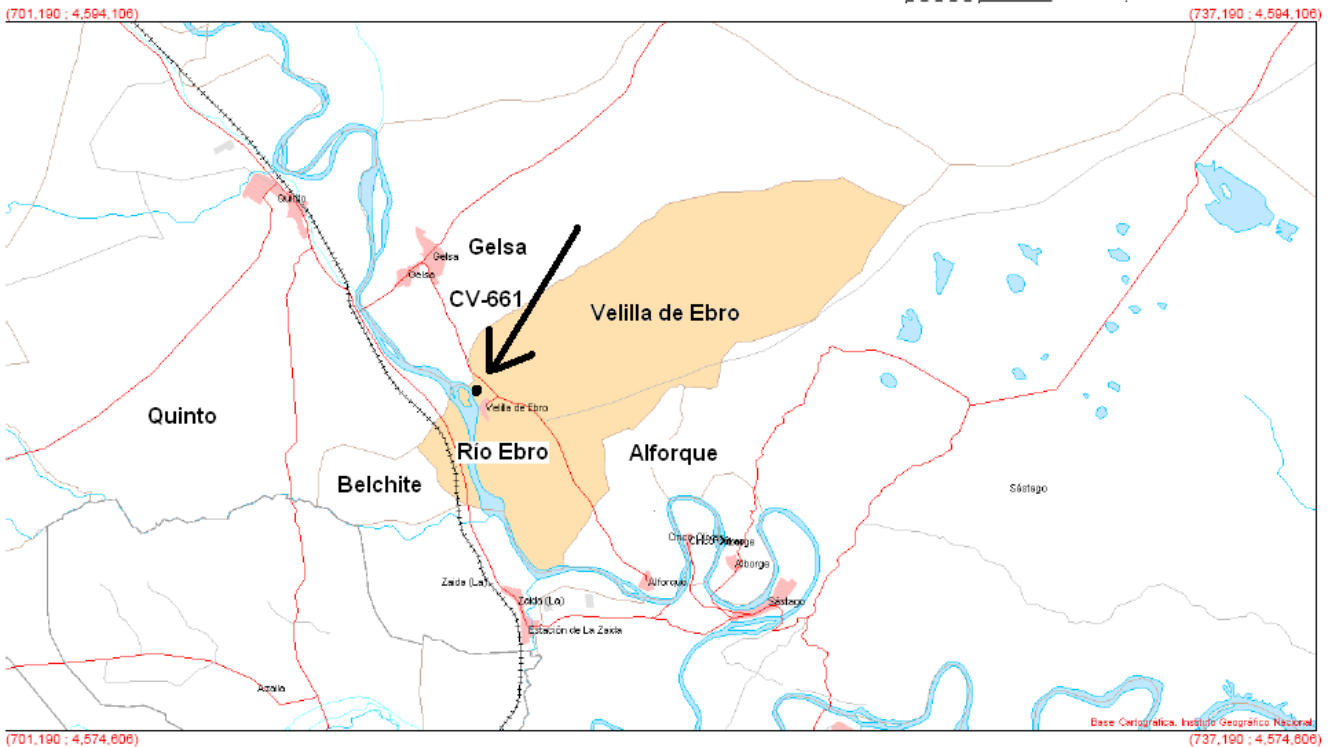 (701,190 ; 4,594,106)
(737,190 ; 4,594,106)
Quinto
Gelsa
Gelsa
Gelsa
CV-661
Velilla de Ebro
Velilla de Ebro
Quinto
Río Ebro
Alforque
Belchite
Sástago
Alborge
Zaida (La)
Alforque
Zaida (La)
Sástago
Estación de La Zaida
Azaila
Base Cartográfica. Instituto Geográfico Nacional
(701,190 ; 4,574,606)
(737,190 ; 4,574,606)